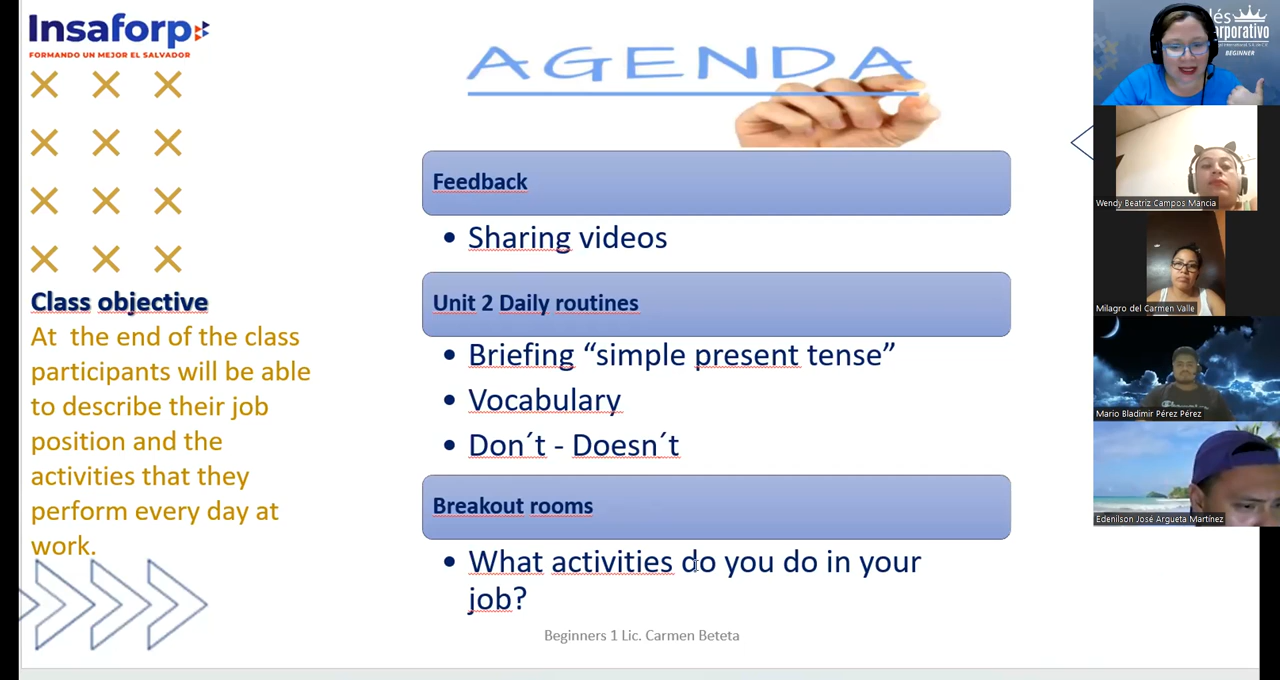 Insaforp
FORMANDO UN MEJOR EL SALVADOR
AGENDA
Feedback
• Sharing videos
Unit 2 Daily routines
• Briefing “simple present tense”
• Vocabulary
• Don´t - Doesn´t
Breakout rooms
• What activities do you do in your
job?
Class objective
At the end of the class
participants will be able
to describe their job
position and the
activities that they
perform every day at
work.
Beginners 1 Lic. Carmen Beteta
BEGINNER
Wendy Beatriz Campos Mancia
Milagro del Carmen Valle
Mario Bladimir Pérez Pérez
Edenilson José Argueta Martínez